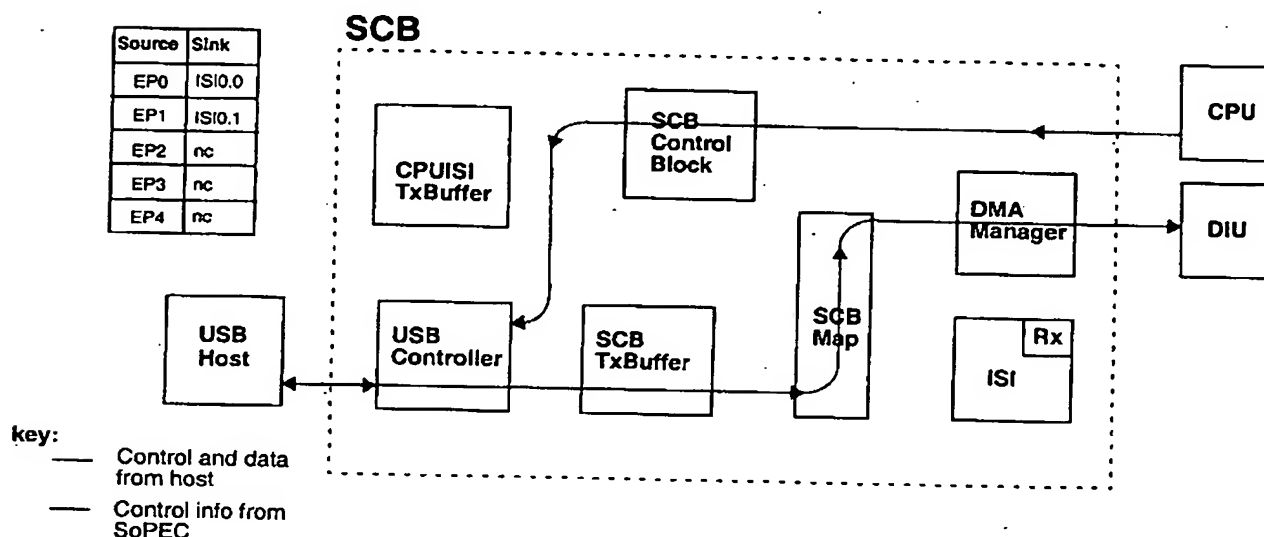 SCB
Source Sink
EP0 ISI0.0
EP1 ISI0.1
EP2 nc
EP3 nc
EP4 nc
CPUISI
TxBuffer
SCB
Control
Block
CPU
DMA
Manager
DIU
USB
Host
USB
Controller
SCB
TxBuffer
SCB
Map
Rx
ISI
key:
Control and data
from host
Control info from
SoPEC